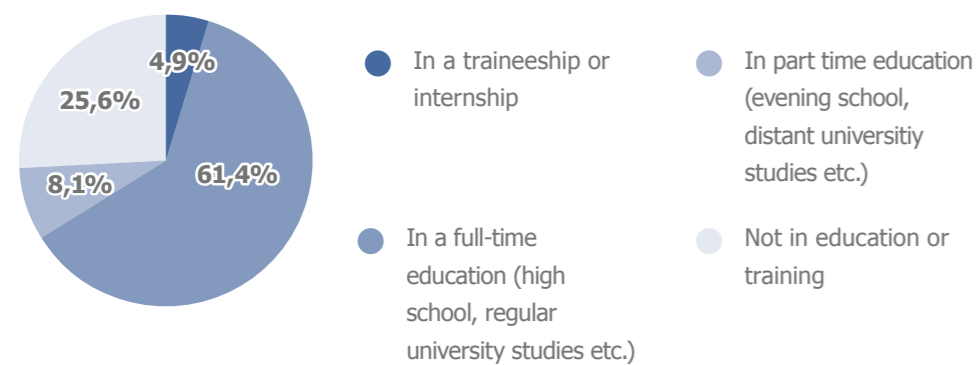 4,9%
25,6%
8,1%
61,4%
In a traineeship or
internship
In part time education
(evening school,
distant universitiy
studies etc.)
In a full-time
education (high
school, regular
university studies etc.)
Not in education or
training